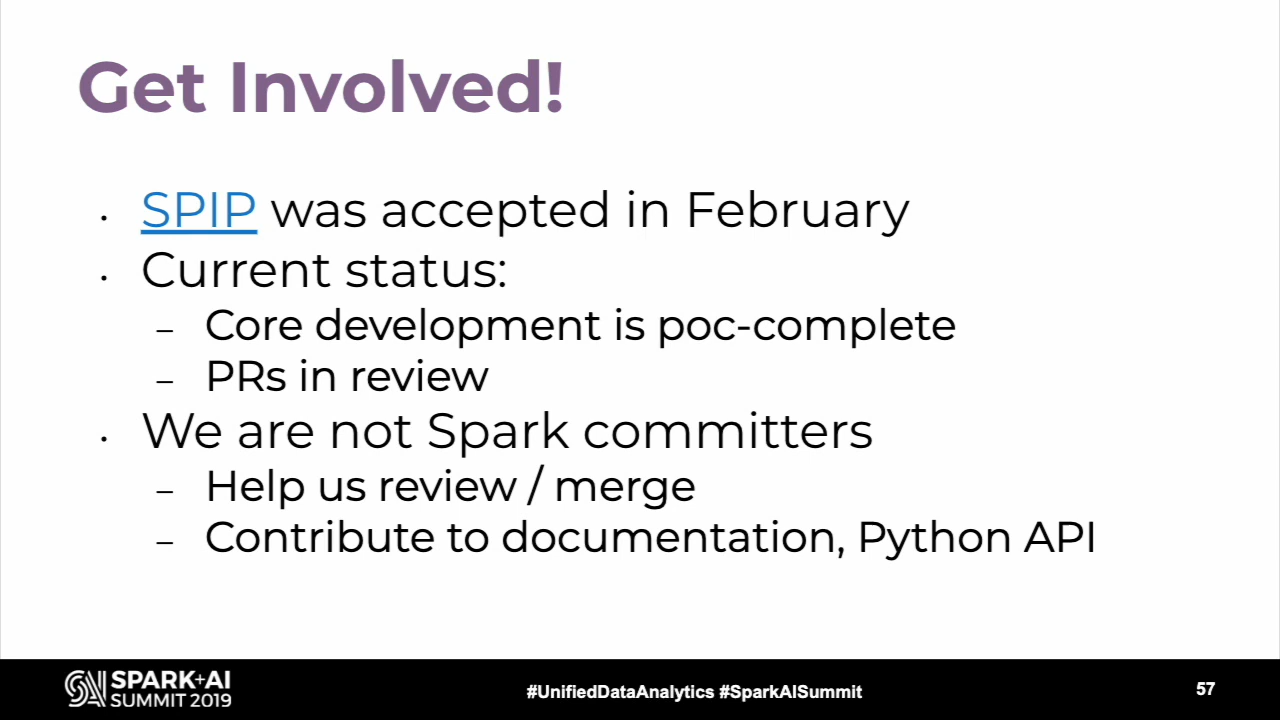 Get Involved!
· SPIP was accepted in February
· Current status:
– Core development is poc-complete
– PRs in review
· We are not Spark committers
– Help us review / merge
– Contribute to documentation, Python API
SPARK+AI
SUMMIT 2019
#UnifiedDataAnalytics #SparkAISummit
57